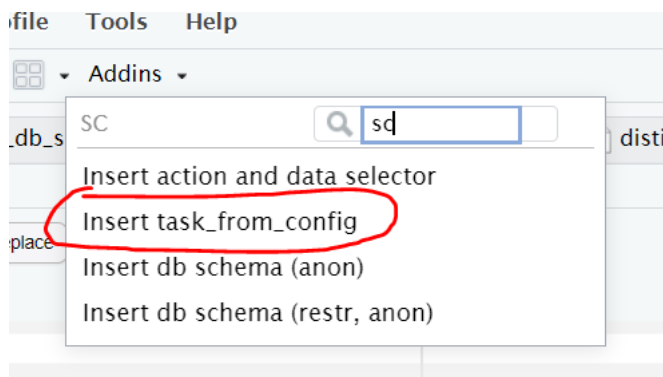 ofile Tools Help
Addins
_db_s
SC
sc
disti
Insert action and data selector
Insert task_from_config
eplace
Insert db schema (anon)
Insert db schema (restr, anon)